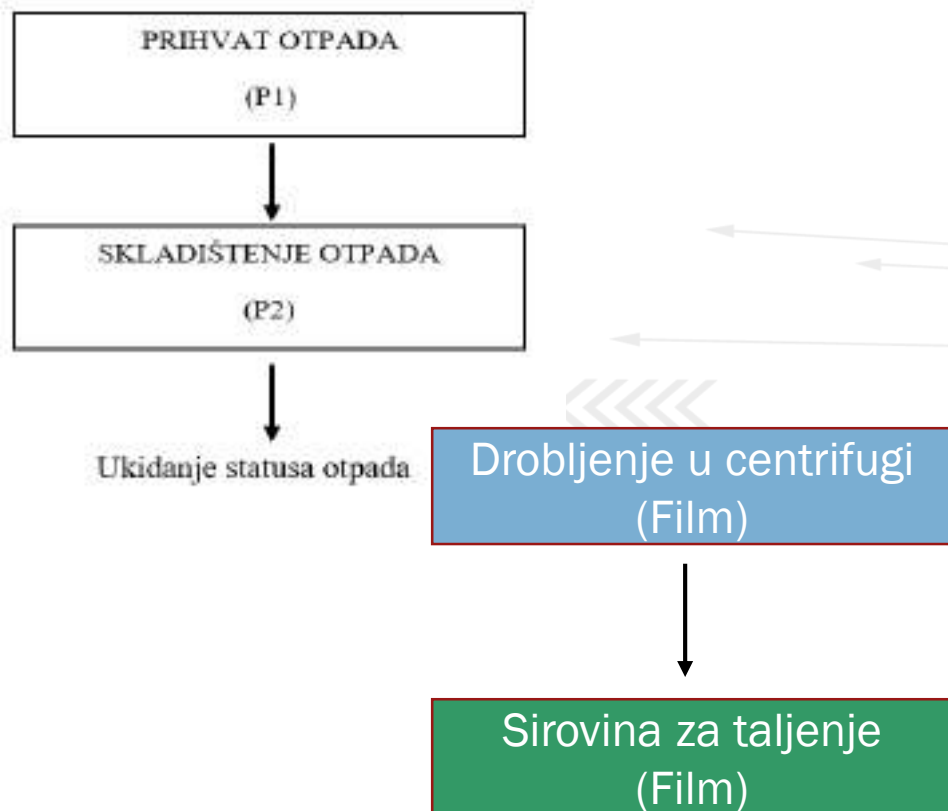 PRIHVAT OTPADA
(P1)
SKLADIŠTENJE OTPADA
(P2)
Ukidanje statusa otpada
Drobljenje u centrifugi
(Film)
Sirovina za taljenje
(Film)